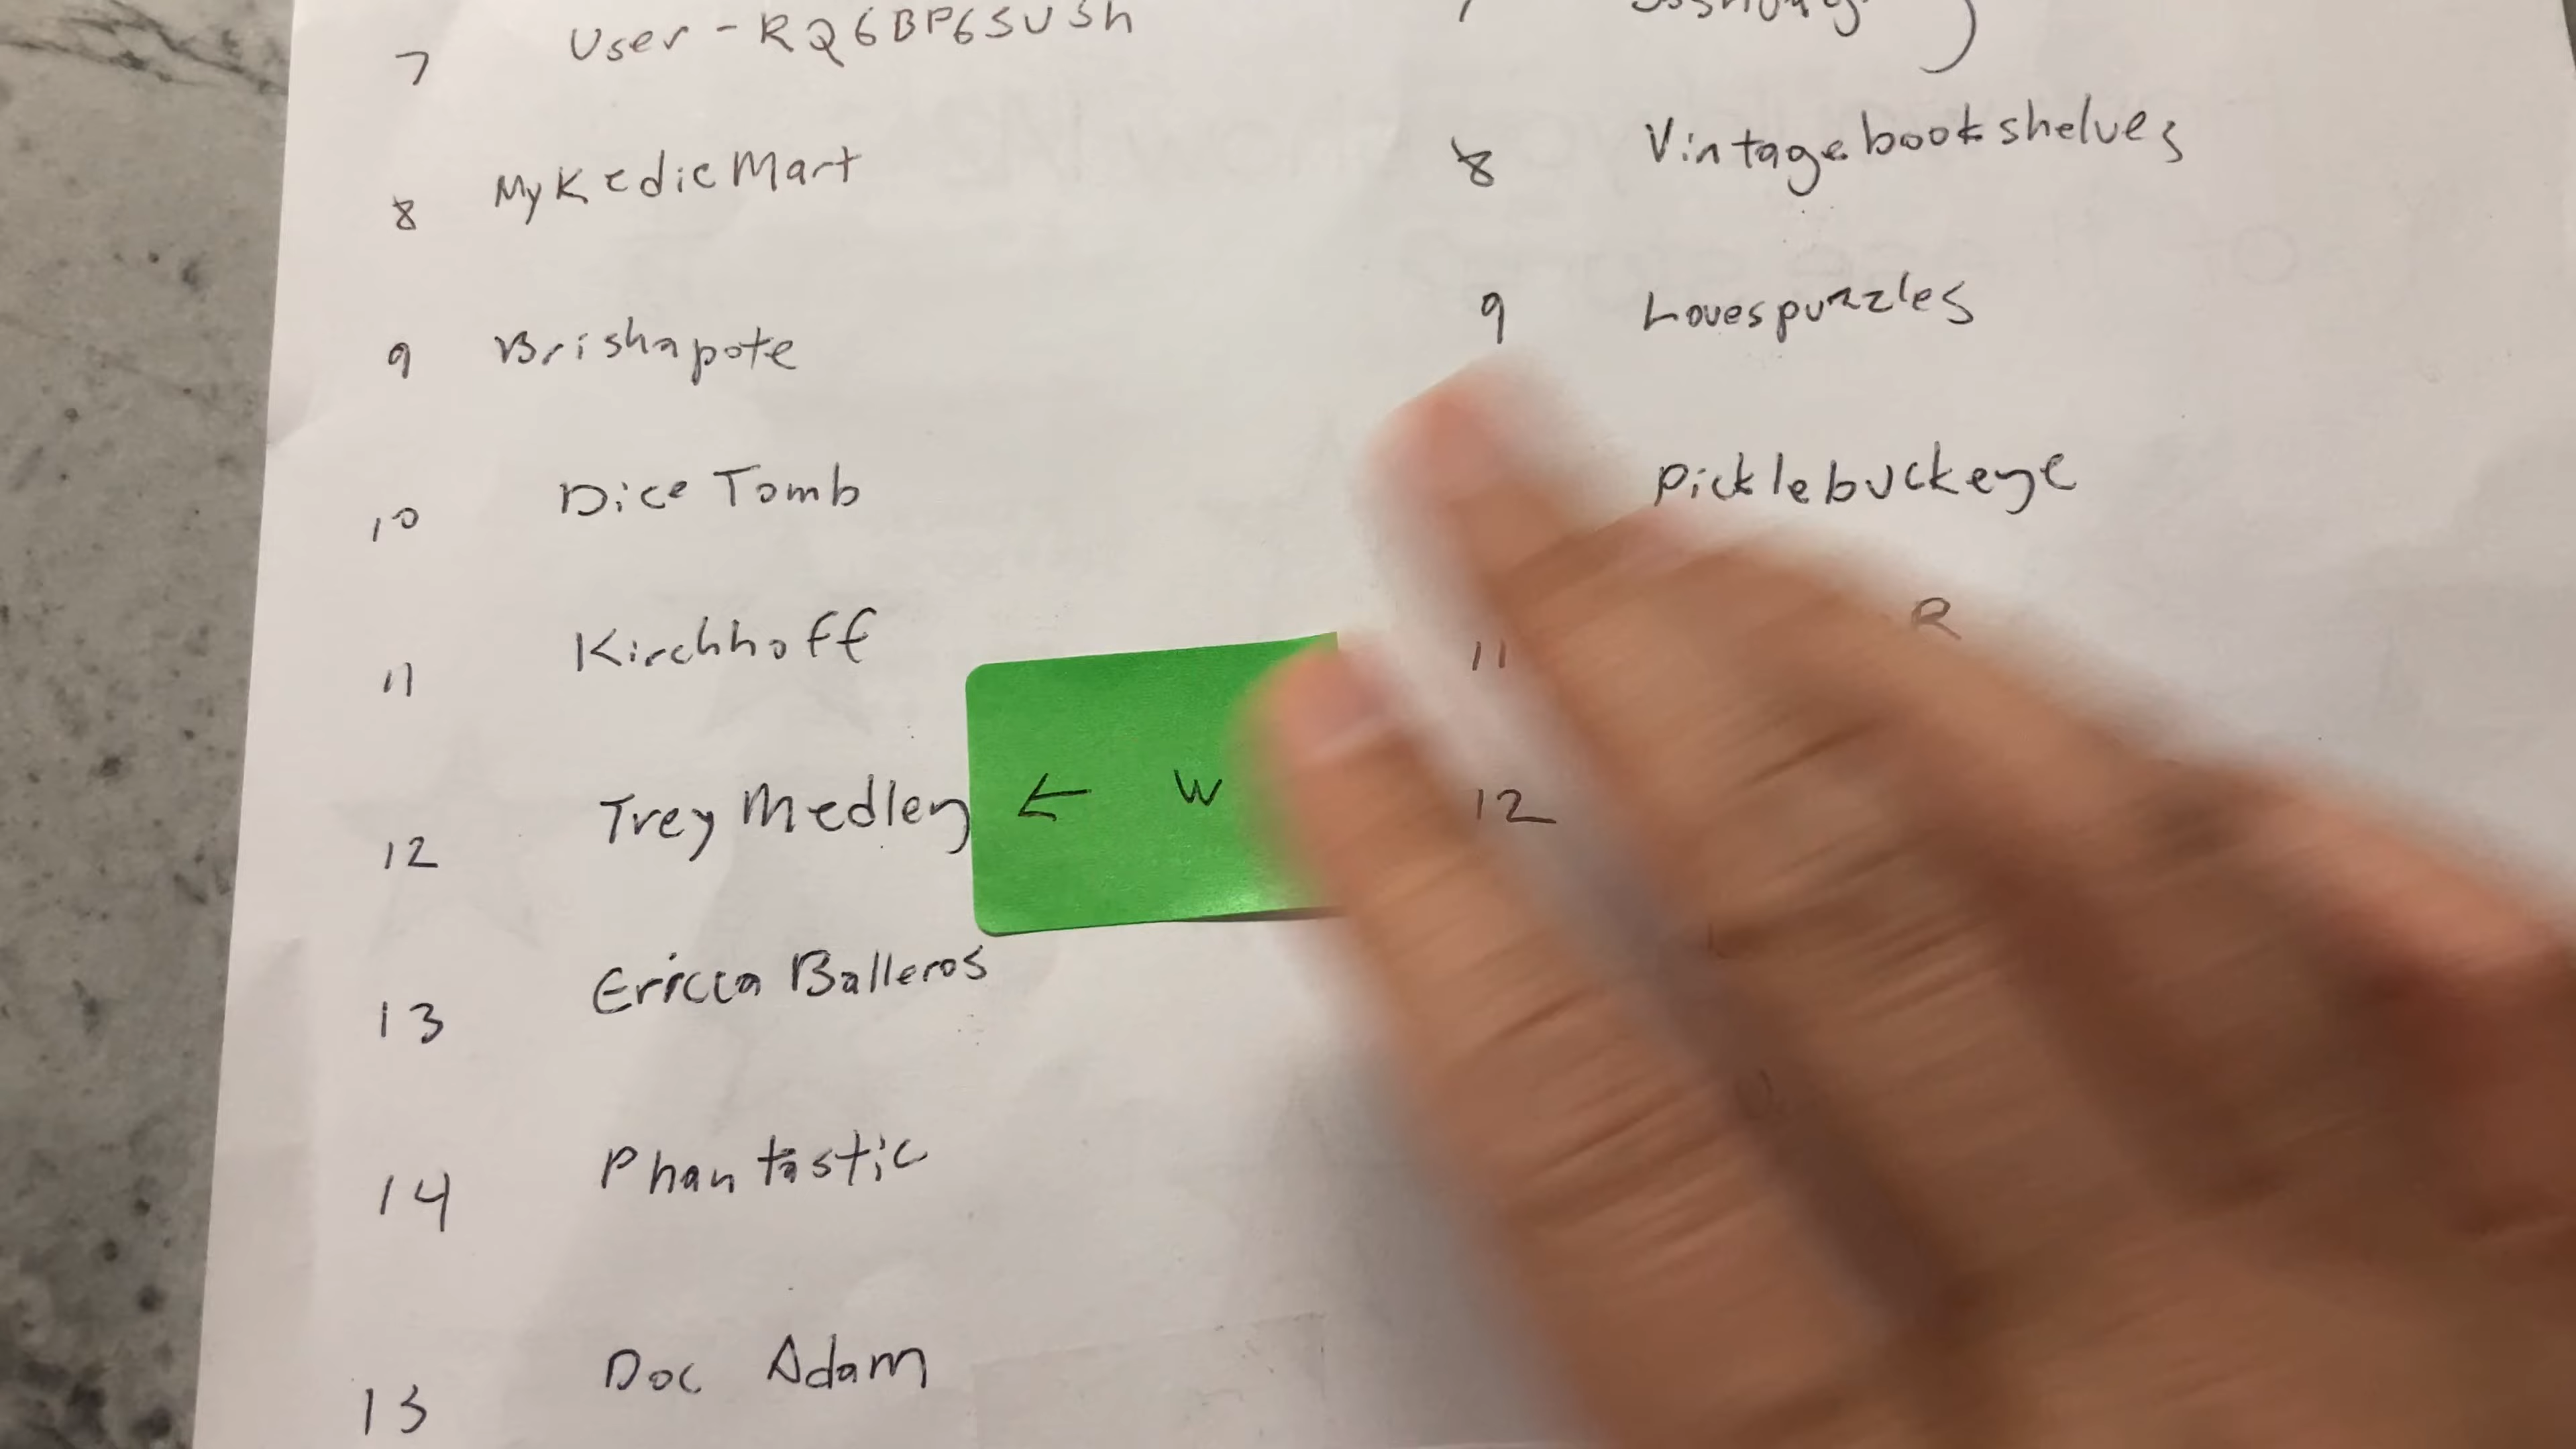 7 User-RQ6BP6SUSh
8 MyKedicMart
9 Brishapote
10 Dice Tomb
11 Kirchhoff
12 Trey Medley
← W
13 Ericca Balleros
14 Phantastic
13 Doc Adam
8 Vintagebookshelves
9 Lovespuzzles
Picklebuckeye
11 R
12